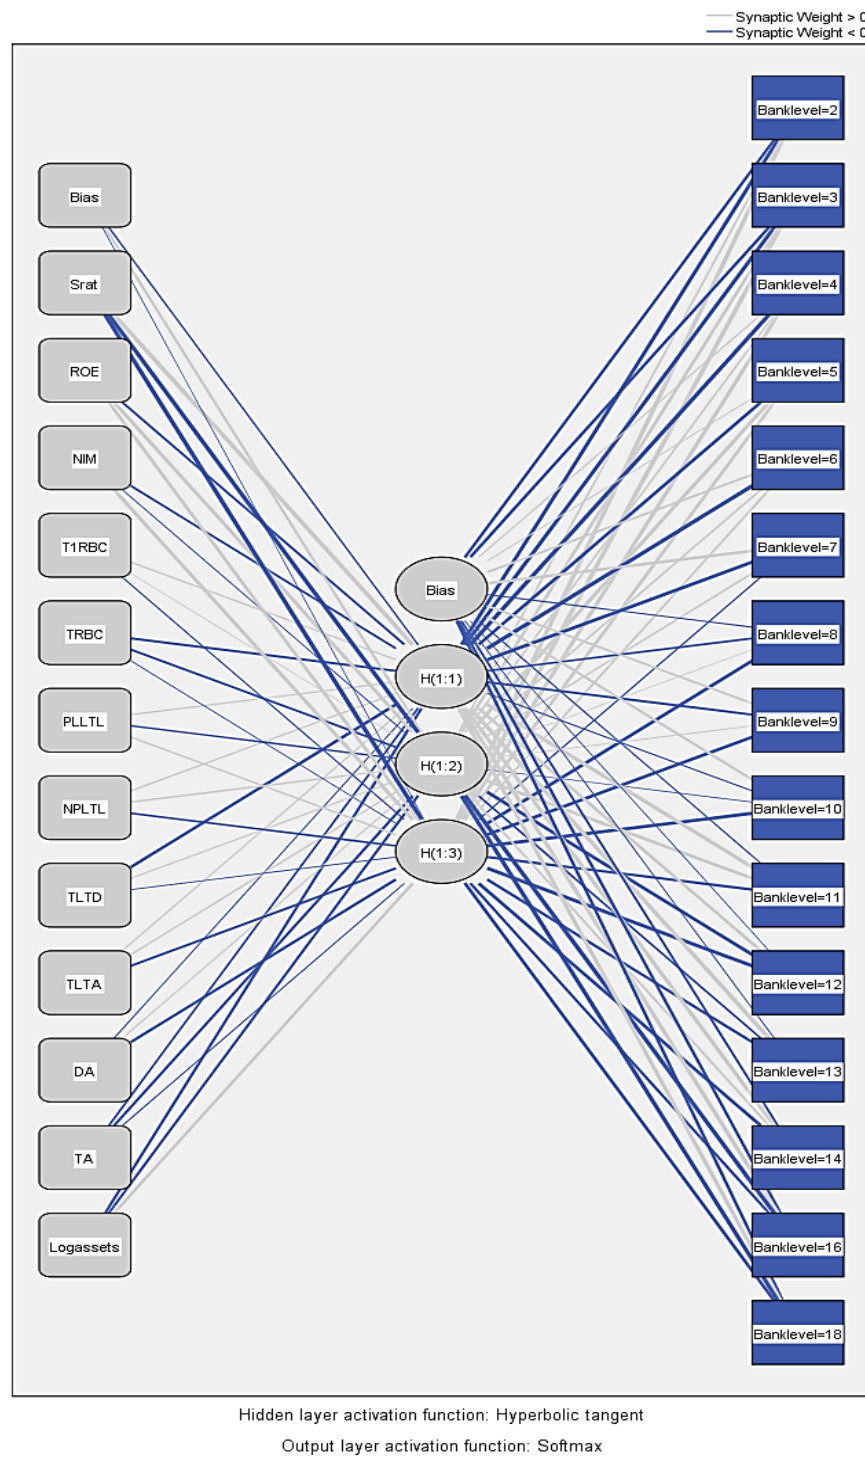 Synaptic Weight > 0
Synaptic Weight < 0
Bias
Srat
ROE
NIM
T1RBC
TRBC
PLLTL
NPLTL
TLTD
TLTA
DA
TA
Logassets
Bias
H(1:1)
H(1:2)
H(1:3)
Banklevel=2
Banklevel=3
Banklevel=4
Banklevel=5
Banklevel=6
Banklevel=7
Banklevel=8
Banklevel=9
Banklevel=10
Banklevel=11
Banklevel=12
Banklevel=13
Banklevel=14
Banklevel=16
Banklevel=18
Hidden layer activation function: Hyperbolic tangent
Output layer activation function: Softmax